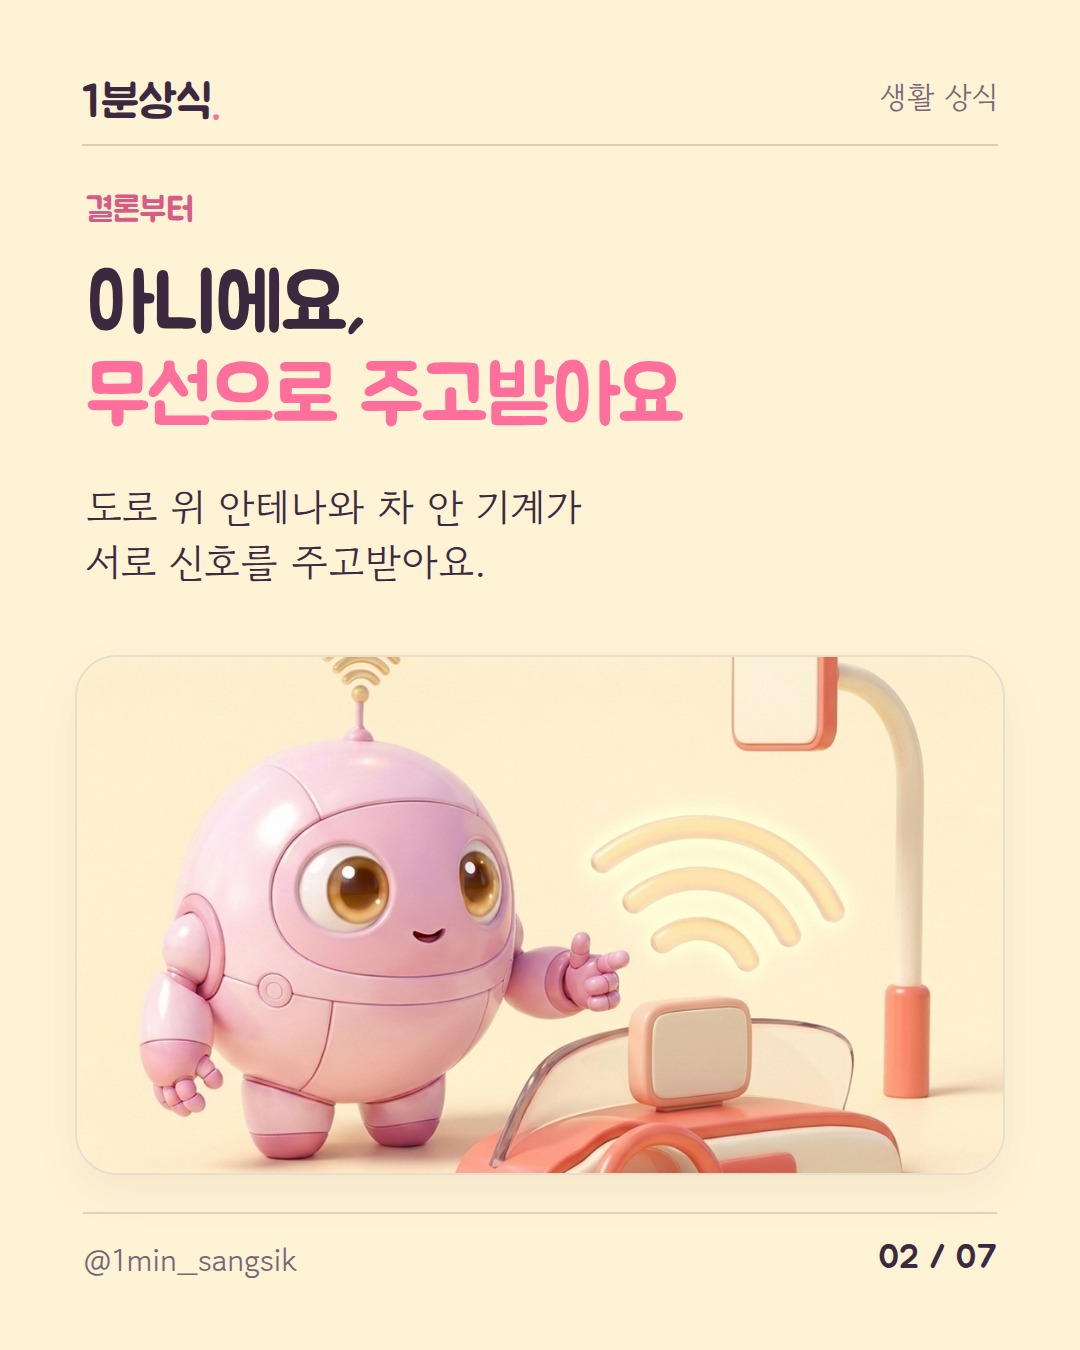 1분상식.
생활 상식
결론부터
아니에요,
무선으로 주고받아요
도로 위 안테나와 차 안 기계가
서로 신호를 주고받아요.
@1min_sangsik
02 / 07